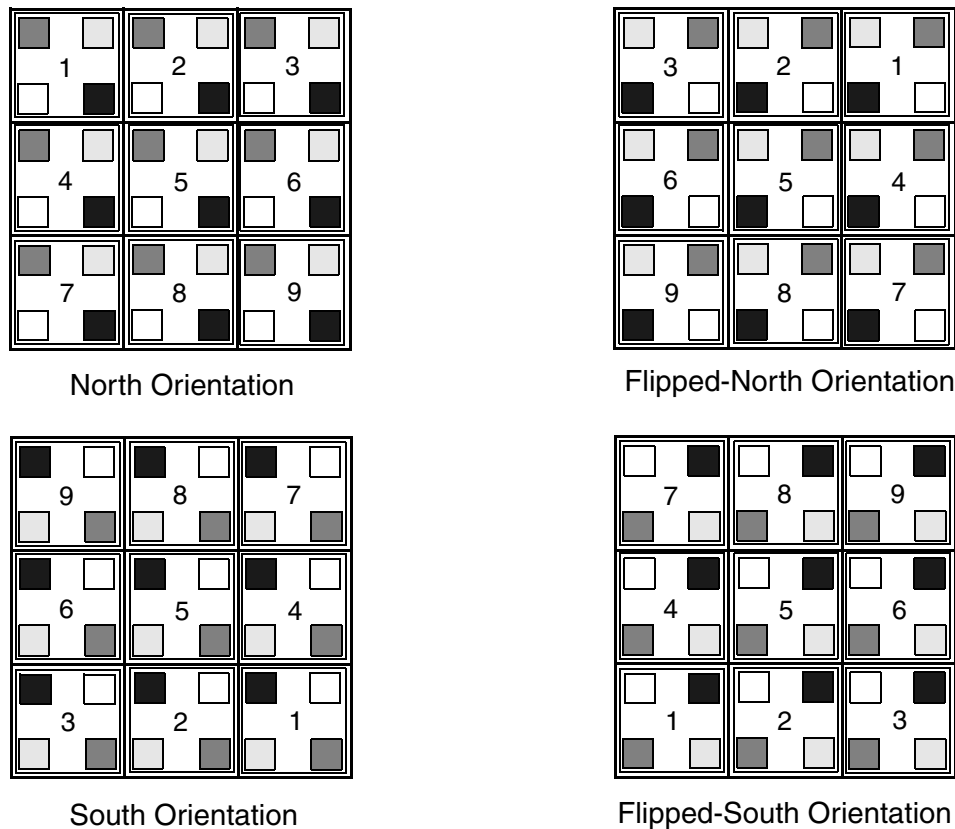 1 2 3
4 5 6
7 8 9
North Orientation
3 2 1
6 5 4
9 8 7
Flipped-North Orientation
9 8 7
6 5 4
3 2 1
South Orientation
7 8 9
4 5 6
1 2 3
Flipped-South Orientation